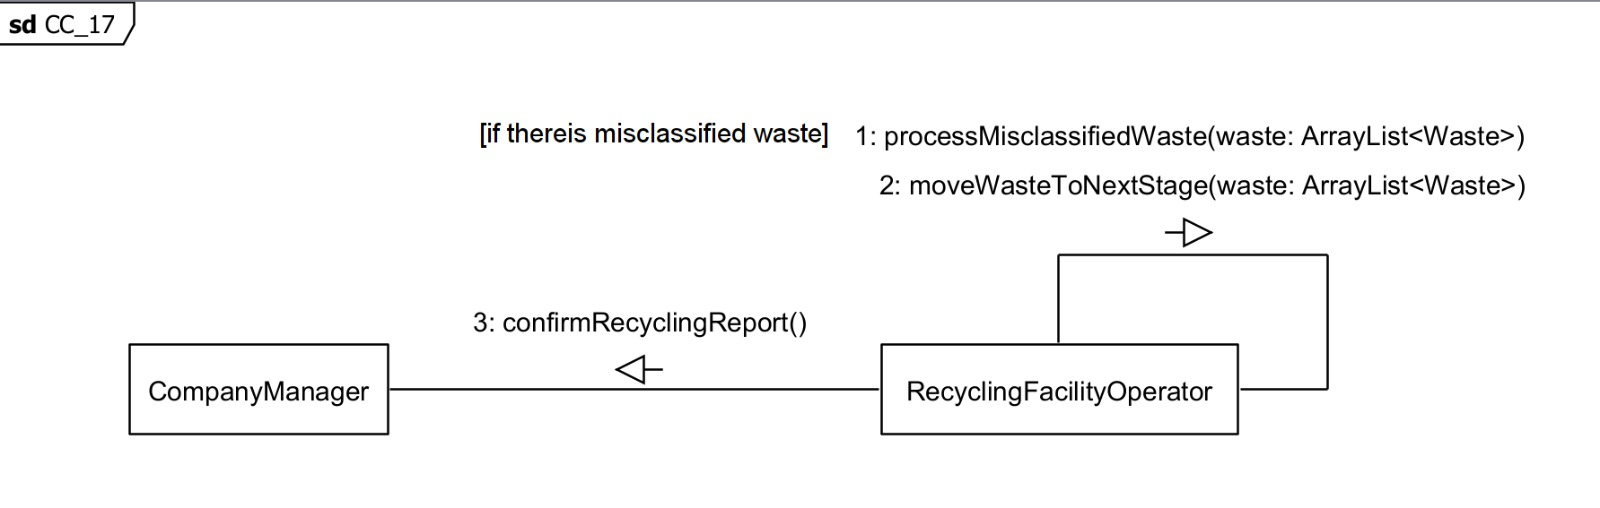 sd CC_17
[if thereis misclassified waste] 1: processMisclassifiedWaste(waste: ArrayList<Waste>)
2: moveWasteToNextStage(waste: ArrayList<Waste>)
3: confirmRecyclingReport()
CompanyManager
RecyclingFacilityOperator